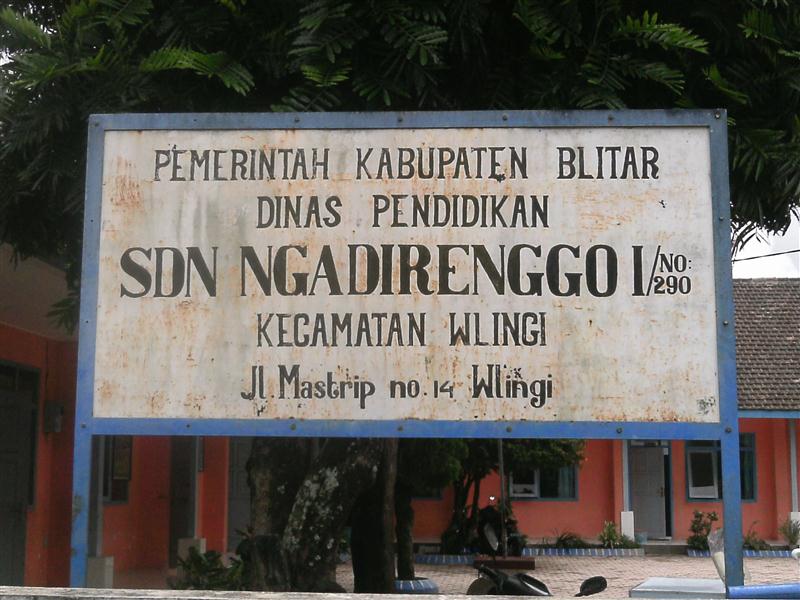 PEMERINTAH KABUPATEN BLITAR
DINAS PENDIDIKAN
SDN NGADIRENGGO I/NO: 290
KECAMATAN WLINGI
Jl. Mastrip no. 14 Wlingi